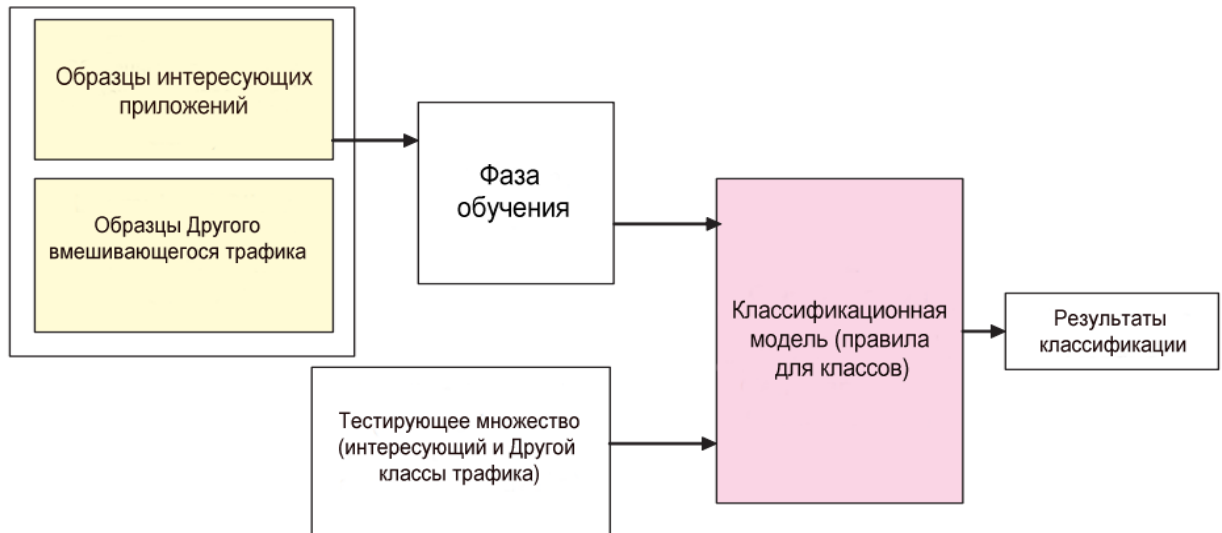 Образцы интересующих
приложений
Образцы Другого
вмешивающегося трафика
Фаза
обучения
Классификационная
модель (правила
для классов)
Результаты
классификации
Тестирующее множество
(интересующий и Другой
классы трафика)